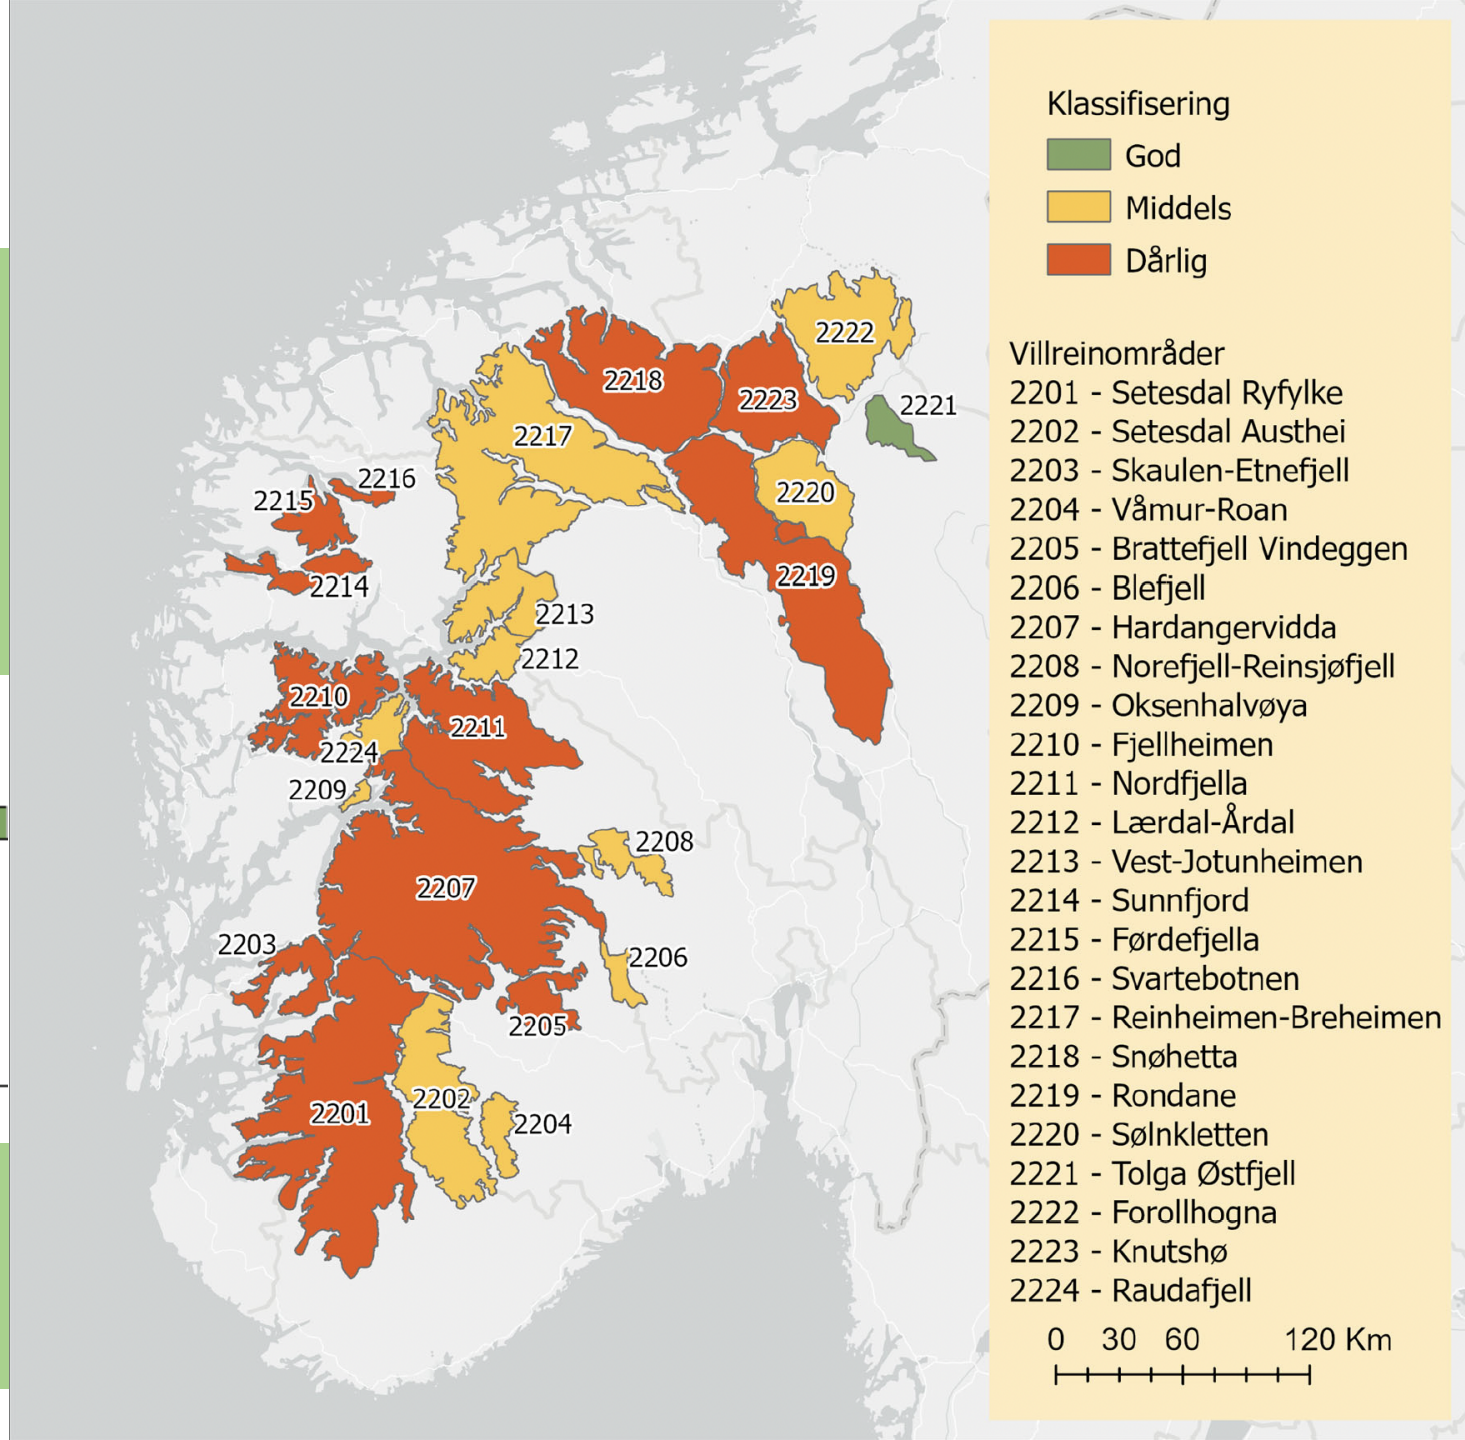 Klassifisering
God
Middels
Dårlig
Villreinområder
2201 - Setesdal Ryfylke
2202 - Setesdal Austhei
2203 - Skaulen-Etnefjell
2204 - Våmur-Roan
2205 - Brattefjell Vindeggen
2206 - Blefjell
2207 - Hardangervidda
2208 - Norefjell-Reinsjøfjell
2209 - Oksenhalvøya
2210 - Fjellheimen
2211 - Nordfjella
2212 - Lærdal-Årdal
2213 - Vest-Jotunheimen
2214 - Sunnfjord
2215 - Førdefjella
2216 - Svartebotnen
2217 - Reinheimen-Breheimen
2218 - Snøhetta
2219 - Rondane
2220 - Sølnkletten
2221 - Tolga Østfjell
2222 - Forollhogna
2223 - Knutshø
2224 - Raudafjell
0 30 60 120 Km
2222
2218
2223
2221
2217
2216
2215
2220
2219
2214
2213
2212
2210
2211
2224
2209
2208
2207
2203
2206
2205
2202
2201
2204